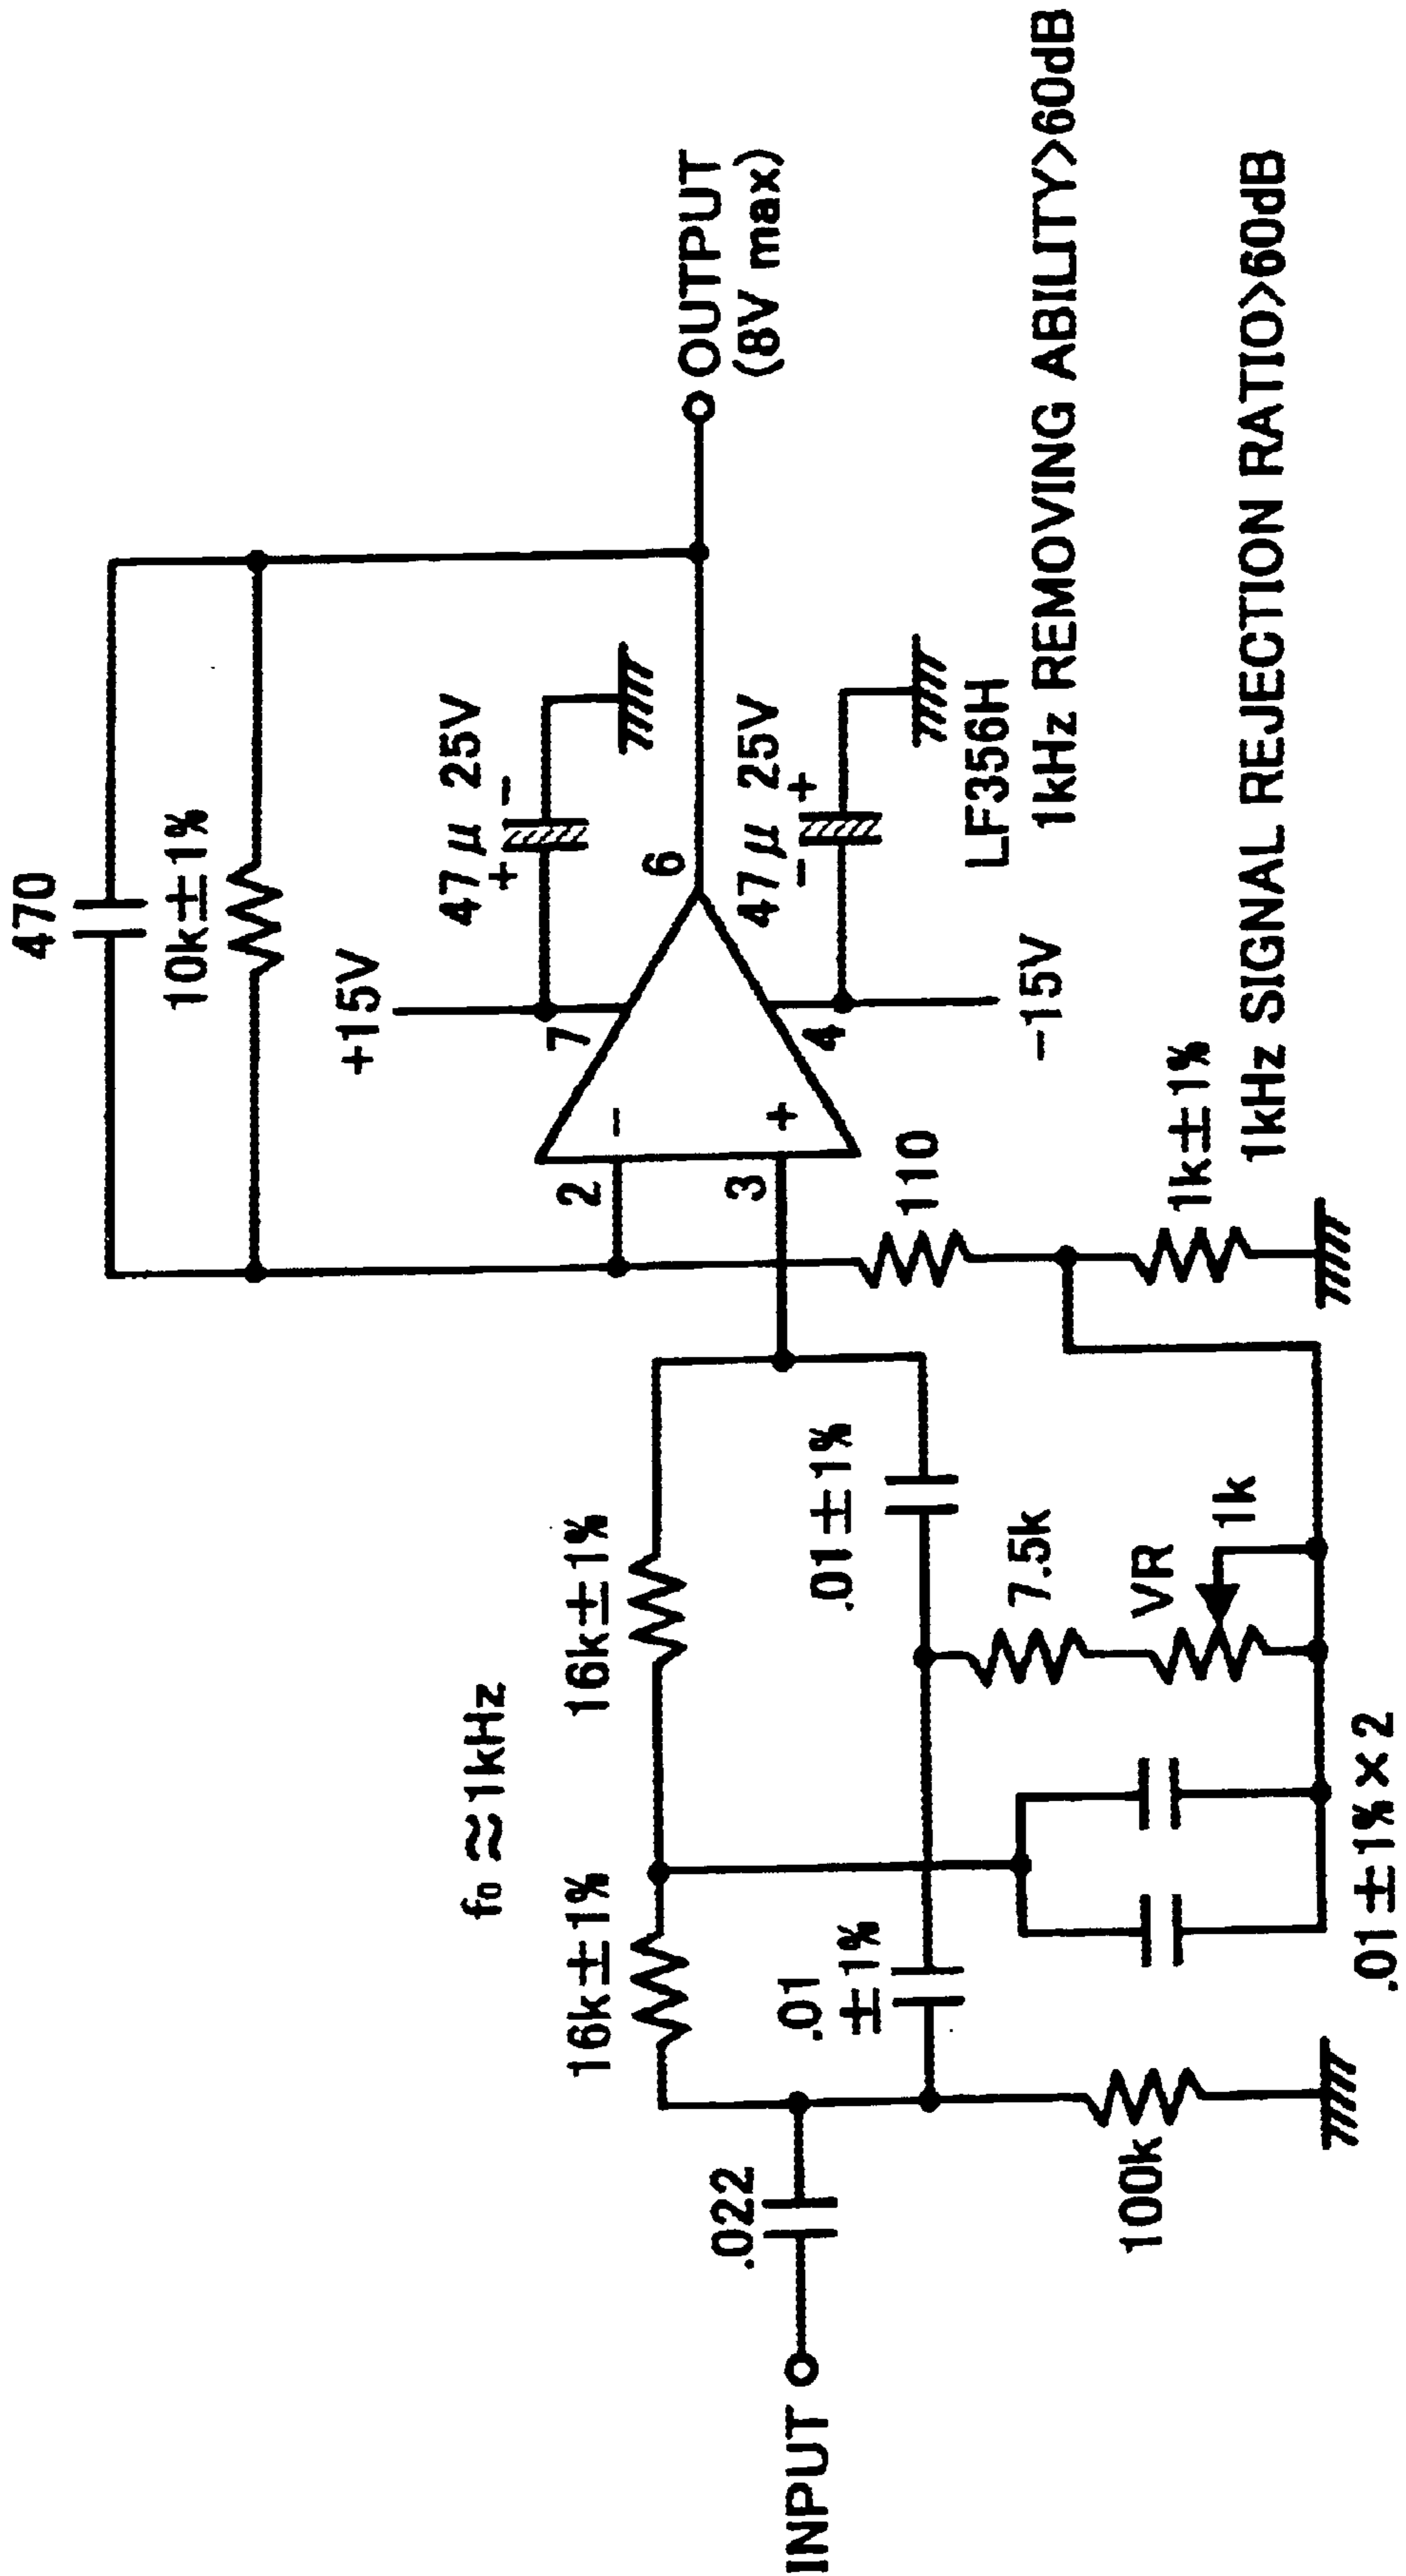 470
10k±1%
+15V
47μ 25V
+
-
7
6
f₀≈1kHz
16k±1%
16k±1%
2
-
3
+
OUTPUT
(8V max)
47μ 25V
-
+
4
-15V
LF356H
1kHz REMOVING ABILITY>60dB
INPUT
.022
.01
±1%
.01±1%
110
7.5k
VR
1k
100k
1k±1%
1kHz SIGNAL REJECTION RATIO>60dB
.01±1%×2